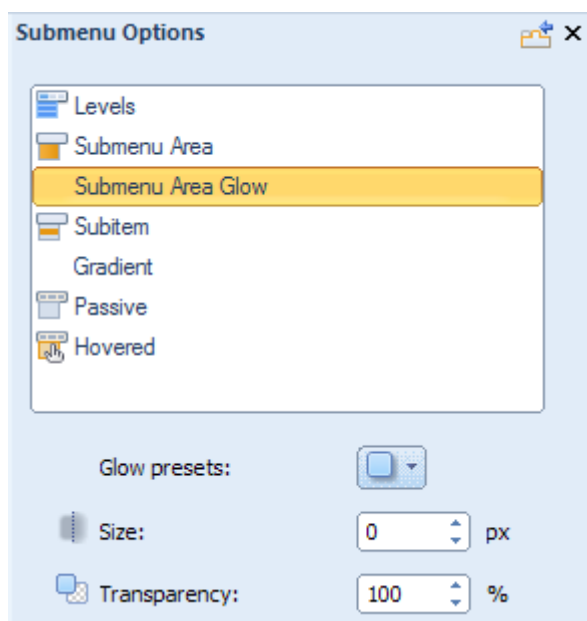 Submenu Options
Levels
Submenu Area
Submenu Area Glow
Subitem
Gradient
Passive
Hovered
Glow presets:
Size: 0 px
Transparency: 100 %